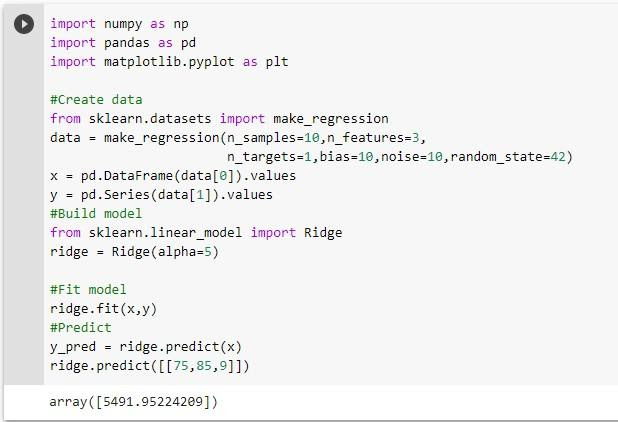 import numpy as np
import pandas as pd
import matplotlib.pyplot as plt
#Create data
from sklearn.datasets import make_regression
data = make_regression(n_samples=10,n_features=3,
n_targets=1,bias=10,noise=10,random_state=42)
x = pd.DataFrame(data[0]).values
y = pd.Series(data[1]).values
#Build model
from sklearn.linear_model import Ridge
ridge = Ridge(alpha=5)
#Fit model
ridge.fit(x,y)
#Predict
y_pred = ridge.predict(x)
ridge.predict([[75,85,9]])
array([5491.95224209])